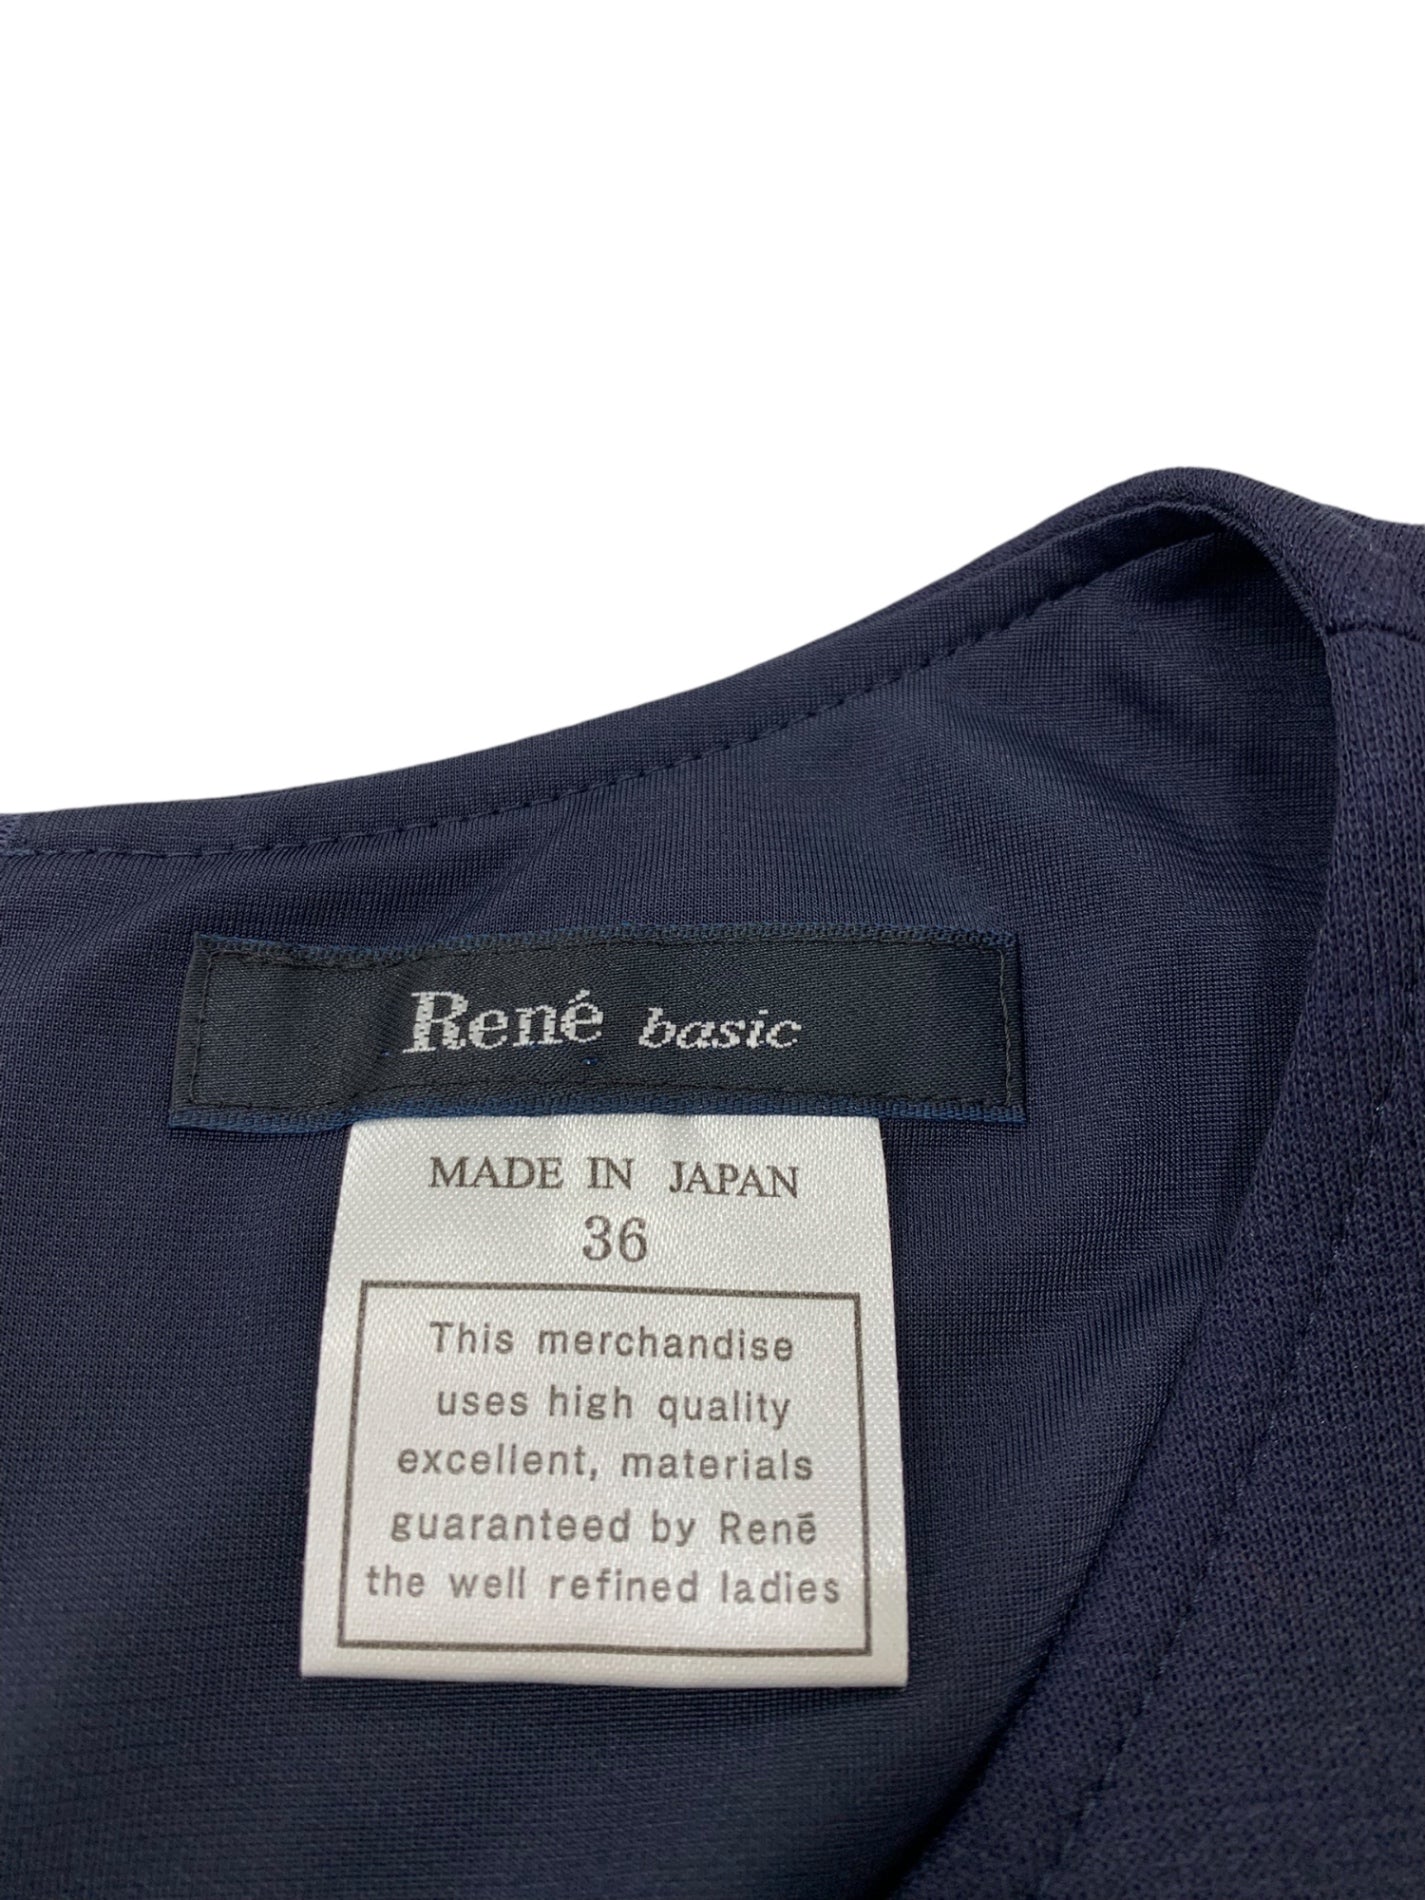 René basic
MADE IN JAPAN
36
This merchandise
uses high quality
excellent, materials
guaranteed by Renē
the well refined ladies